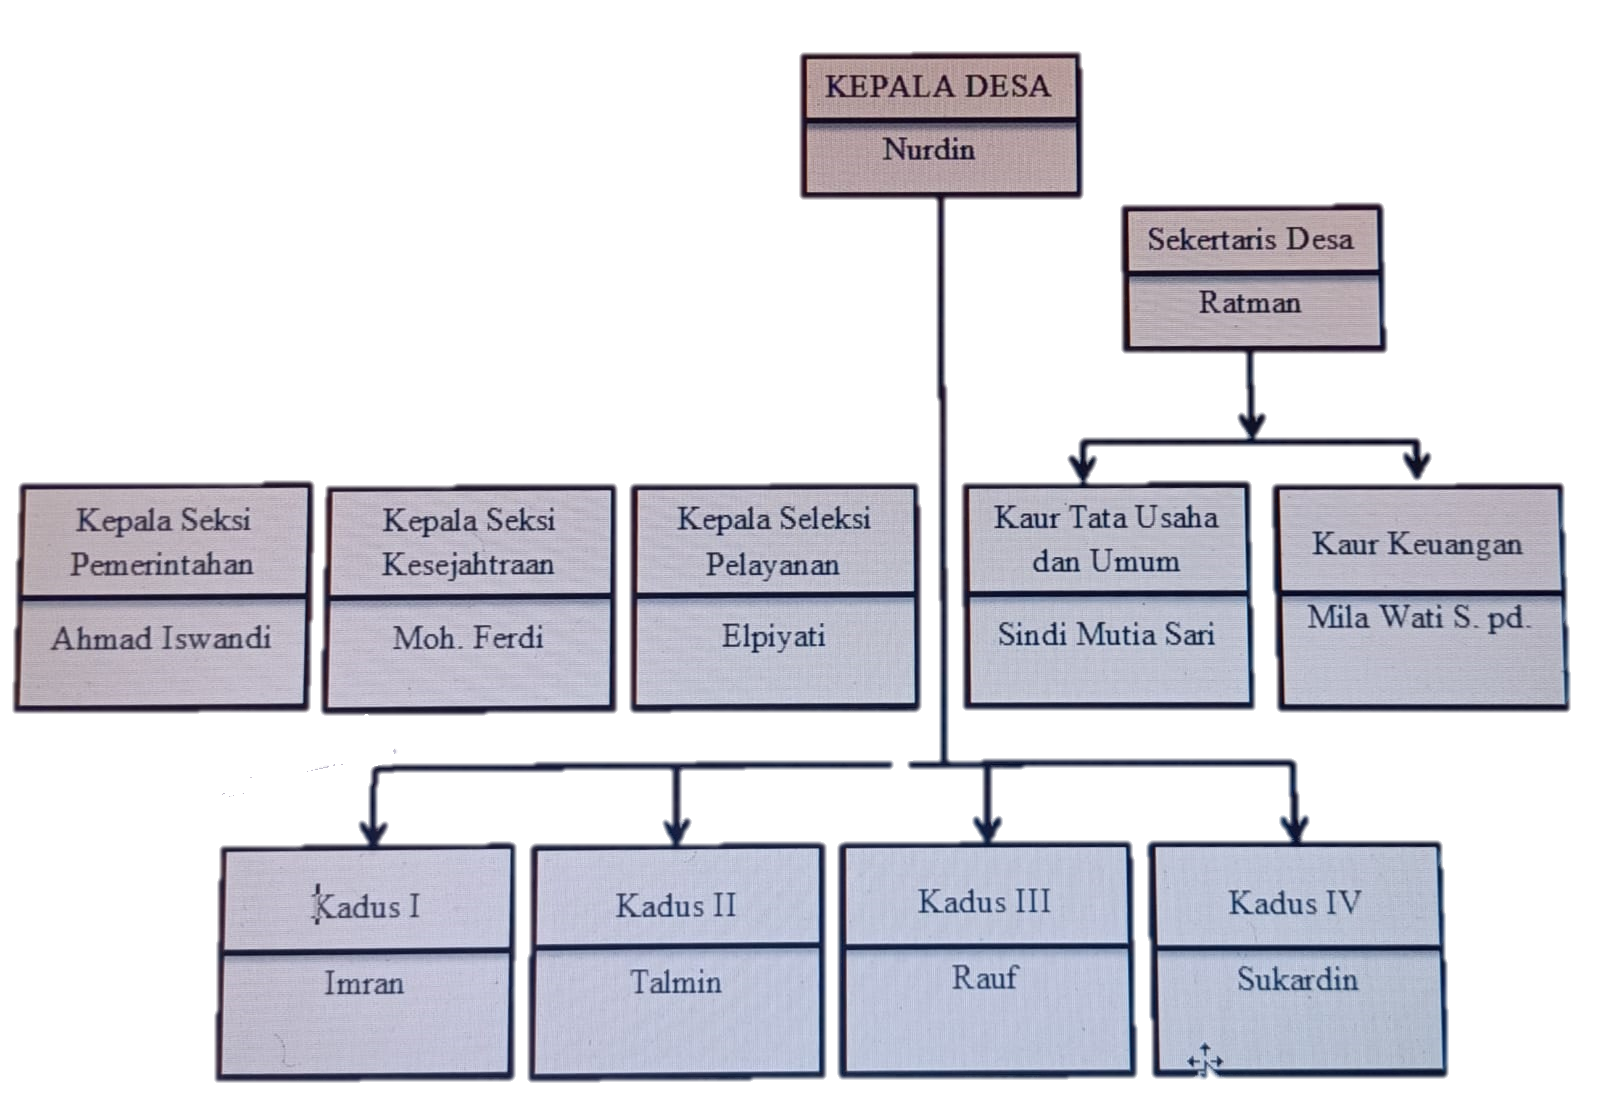 KEPALA DESA
Nurdin
Sekertaris Desa
Ratman
Kepala Seksi
Pemerintahan
Ahmad Iswandi
Kepala Seksi
Kesejahtraan
Moh. Ferdi
Kepala Seleksi
Pelayanan
Elpiyati
Kaur Tata Usaha
dan Umum
Sindi Mutia Sari
Kaur Keuangan
Mila Wati S. pd.
Kadus I
Imran
Kadus II
Talmin
Kadus III
Rauf
Kadus IV
Sukardin